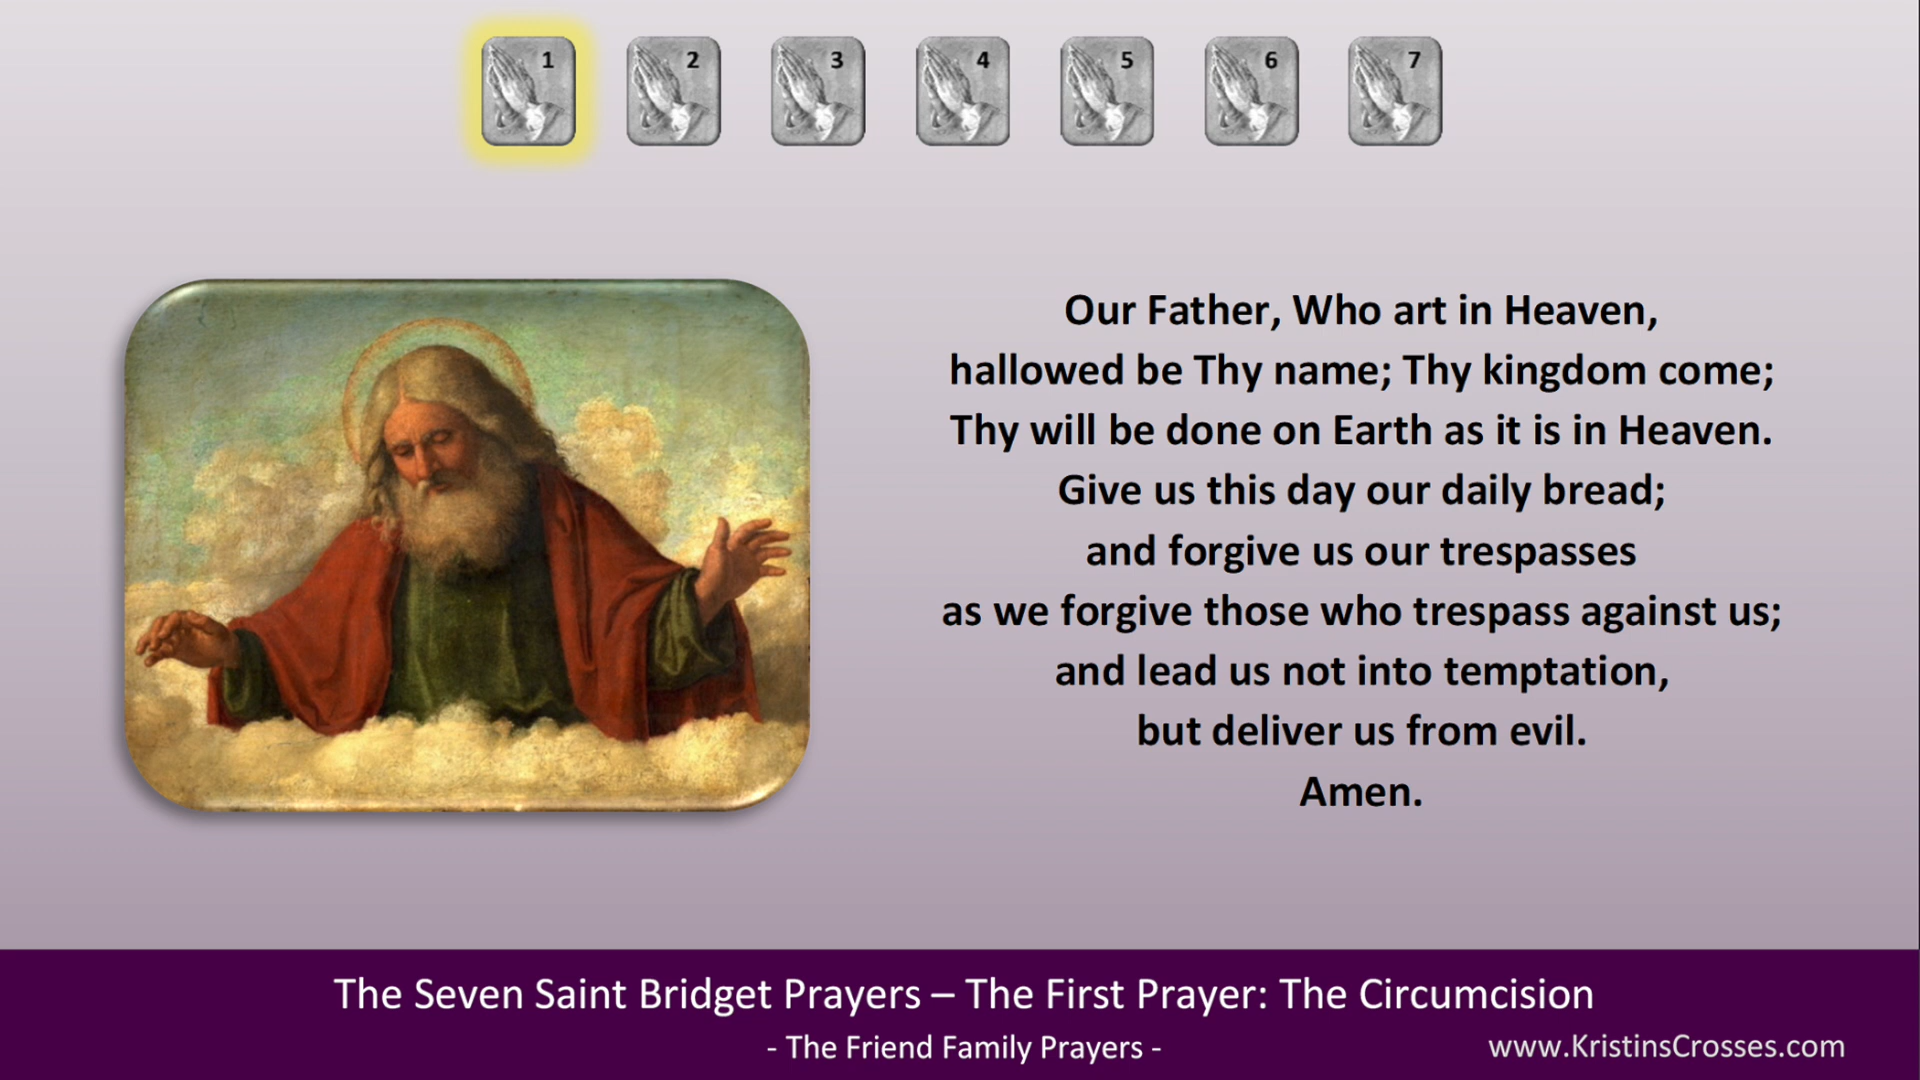 1 2 3 4 5 6 7
Our Father, Who art in Heaven,
hallowed be Thy name; Thy kingdom come;
Thy will be done on Earth as it is in Heaven.
Give us this day our daily bread;
and forgive us our trespasses
as we forgive those who trespass against us;
and lead us not into temptation,
but deliver us from evil.
Amen.
The Seven Saint Bridget Prayers – The First Prayer: The Circumcision
- The Friend Family Prayers -
www.KristinsCrosses.com